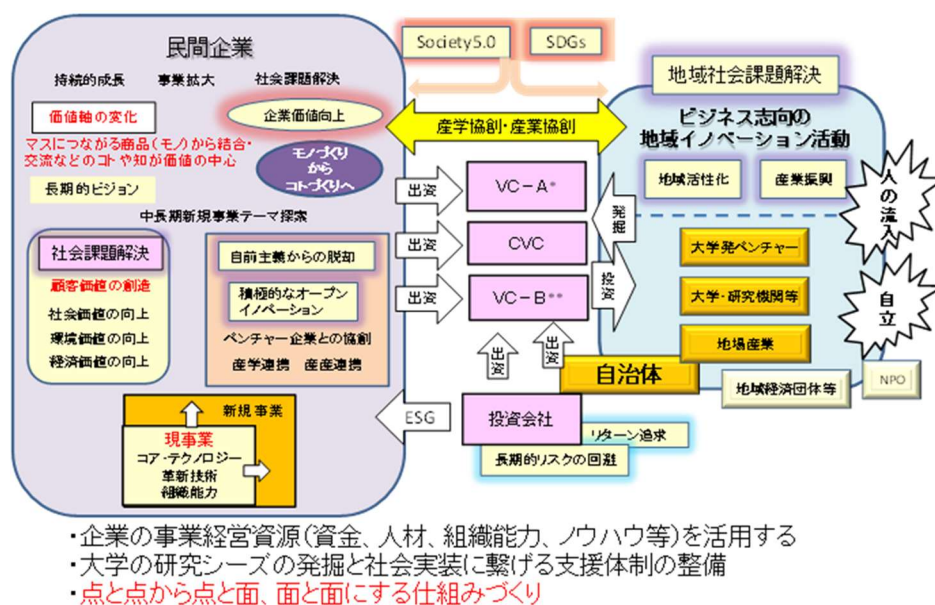 Society5.0
SDGs
民間企業
持続的成長 事業拡大 社会課題解決
価値軸の変化
企業価値向上
マスにつながる商品(モノ)から結合・
交流などのコトや知が価値の中心
モノづくり
から
コトづくりへ
長期的ビジョン
中長期新規事業テーマ探索
社会課題解決
顧客価値の創造
社会価値の向上
環境価値の向上
経済価値の向上
自前主義からの脱却
積極的なオープン
イノベーション
ベンチャー企業との協創
産学連携 産産連携
新規事業
現事業
コア・テクノロジー
革新技術
組織能力
産学協創・産業協創
出資
VC-A*
出資
CVC
出資
VC-B**
発掘
投資
出資
出資
ESG
投資会社
リターン追求
長期的リスクの回避
自治体
地域社会課題解決
ビジネス志向の
地域イノベーション活動
地域活性化
産業振興
大学発ベンチャー
大学・研究機関等
地場産業
地域経済団体等
NPO
人の流入
自立
・企業の事業経営資源(資金、人材、組織能力、ノウハウ等)を活用する
・大学の研究シーズの発掘と社会実装に繋げる支援体制の整備
・点と点から点と面、面と面にする仕組みづくり